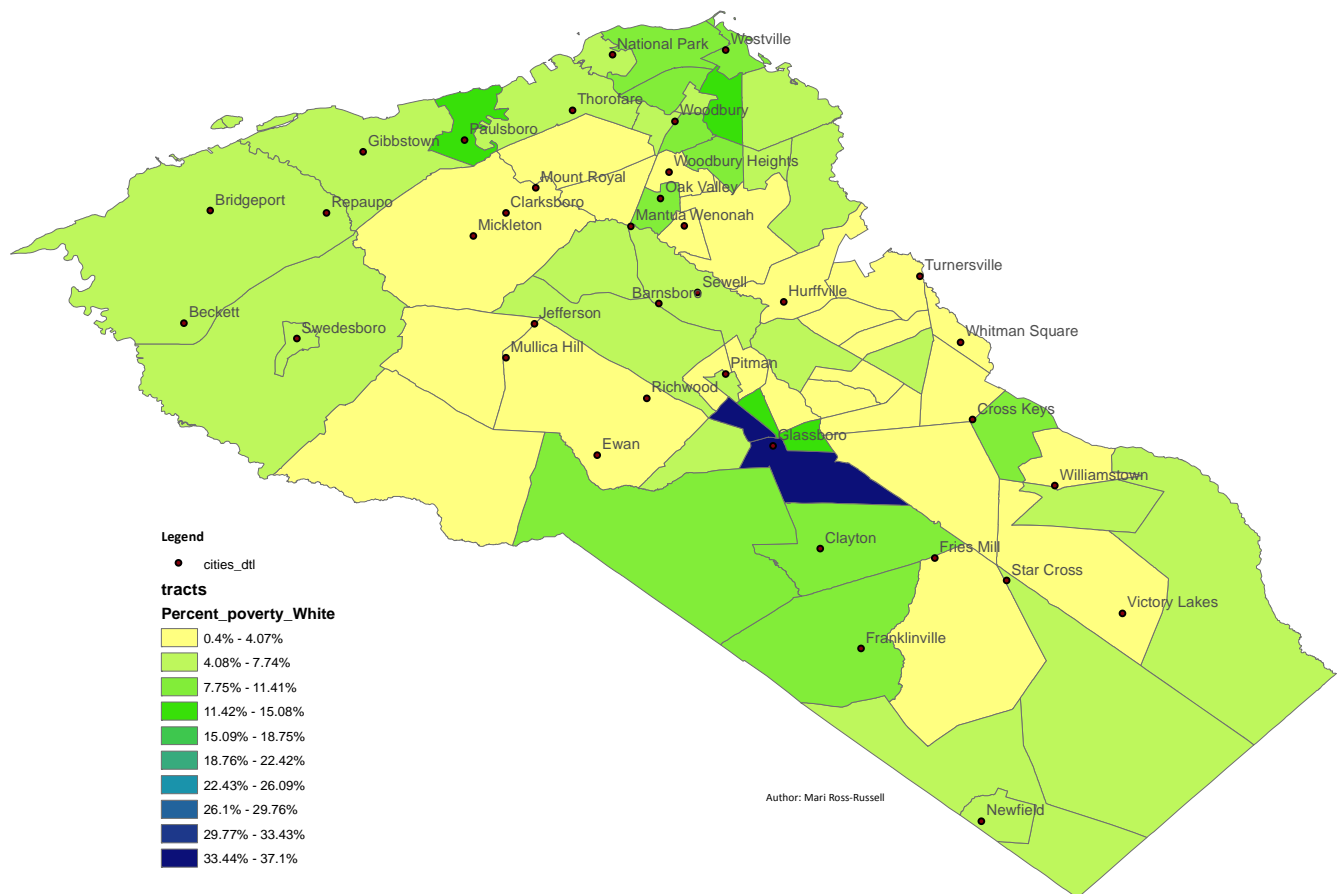 Westville
National Park
Thorofare
Woodbury
Paulsboro
Gibbstown
Woodbury Heights
Mount Royal
Oak Valley
Bridgeport
Repaupo
Clarksboro
Mantua Wenonah
Mickleton
Turnersville
Sewell
Barnsboro
Hurffville
Beckett
Jefferson
Swedesboro
Whitman Square
Mullica Hill
Pitman
Richwood
Cross Keys
Glassboro
Ewan
Williamstown
Clayton
Fries Mill
Star Cross
Victory Lakes
Franklinville
Newfield
Legend
cities_dtl
tracts
Percent_poverty_White
0.4% - 4.07%
4.08% - 7.74%
7.75% - 11.41%
11.42% - 15.08%
15.09% - 18.75%
18.76% - 22.42%
22.43% - 26.09%
26.1% - 29.76%
29.77% - 33.43%
33.44% - 37.1%
Author: Mari Ross-Russell